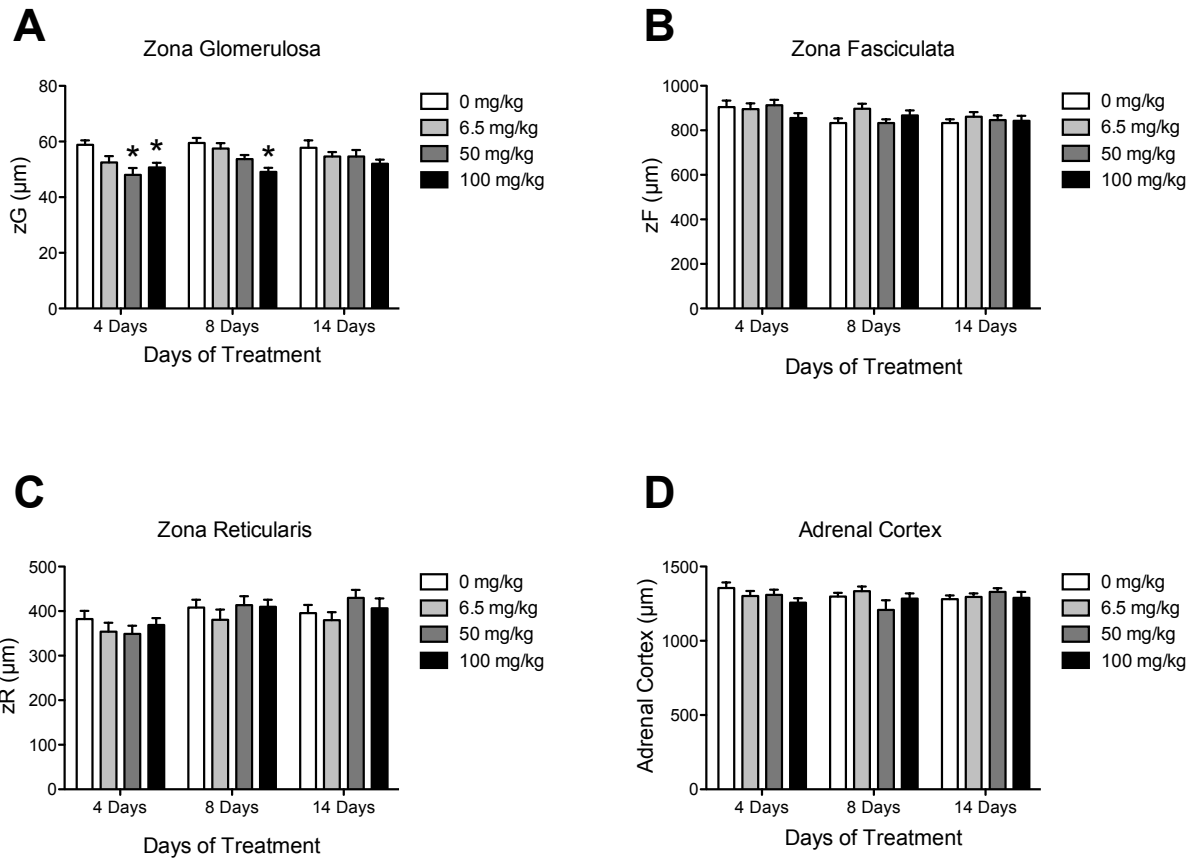 A
Zona Glomerulosa
80
60
40
20
0
zG (µm)
* *
*
4 Days 8 Days 14 Days
Days of Treatment
0 mg/kg
6.5 mg/kg
50 mg/kg
100 mg/kg
B
Zona Fasciculata
1000
800
600
400
200
0
zF (µm)
4 Days 8 Days 14 Days
Days of Treatment
0 mg/kg
6.5 mg/kg
50 mg/kg
100 mg/kg
C
Zona Reticularis
500
400
300
200
100
0
zR (µm)
4 Days 8 Days 14 Days
Days of Treatment
0 mg/kg
6.5 mg/kg
50 mg/kg
100 mg/kg
D
Adrenal Cortex
1500
1000
500
0
Adrenal Cortex (µm)
4 Days 8 Days 14 Days
Days of Treatment
0 mg/kg
6.5 mg/kg
50 mg/kg
100 mg/kg